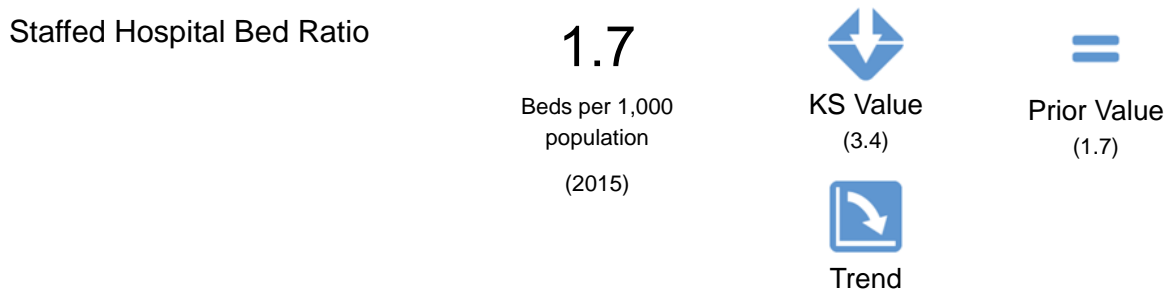 Staffed Hospital Bed Ratio
1.7
Beds per 1,000
population
(2015)
KS Value
(3.4)
Prior Value
(1.7)
Trend